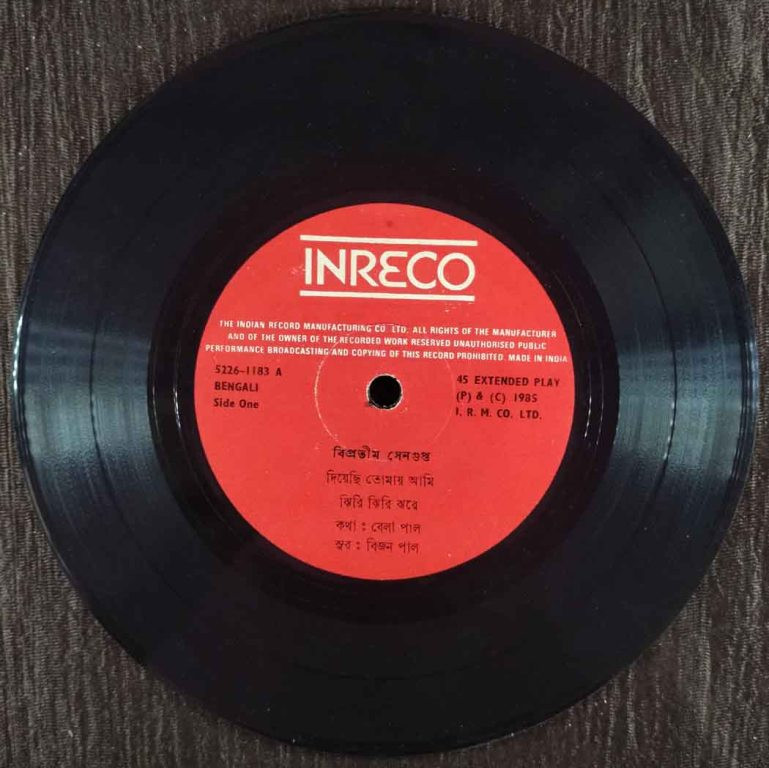 INRECO
THE INDIAN RECORD MANUFACTURING CO. LTD. ALL RIGHTS OF THE MANUFACTURER
AND OF THE OWNER OF THE RECORDED WORK RESERVED UNAUTHORISED PUBLIC
PERFORMANCE BROADCASTING AND COPYING OF THIS RECORD PROHIBITED. MADE IN INDIA
5226-1183 A
BENGALI
Side One
45 EXTENDED PLAY
(P) & (C) 1985
I. R. M. CO. LTD.
বিপ্রতীম সেনগুপ্ত
দিয়েছি তোমায় আমি
ঝিরি ঝিরি ঝরে
কথা : বেলা পাল
সুর : বিজন পাল